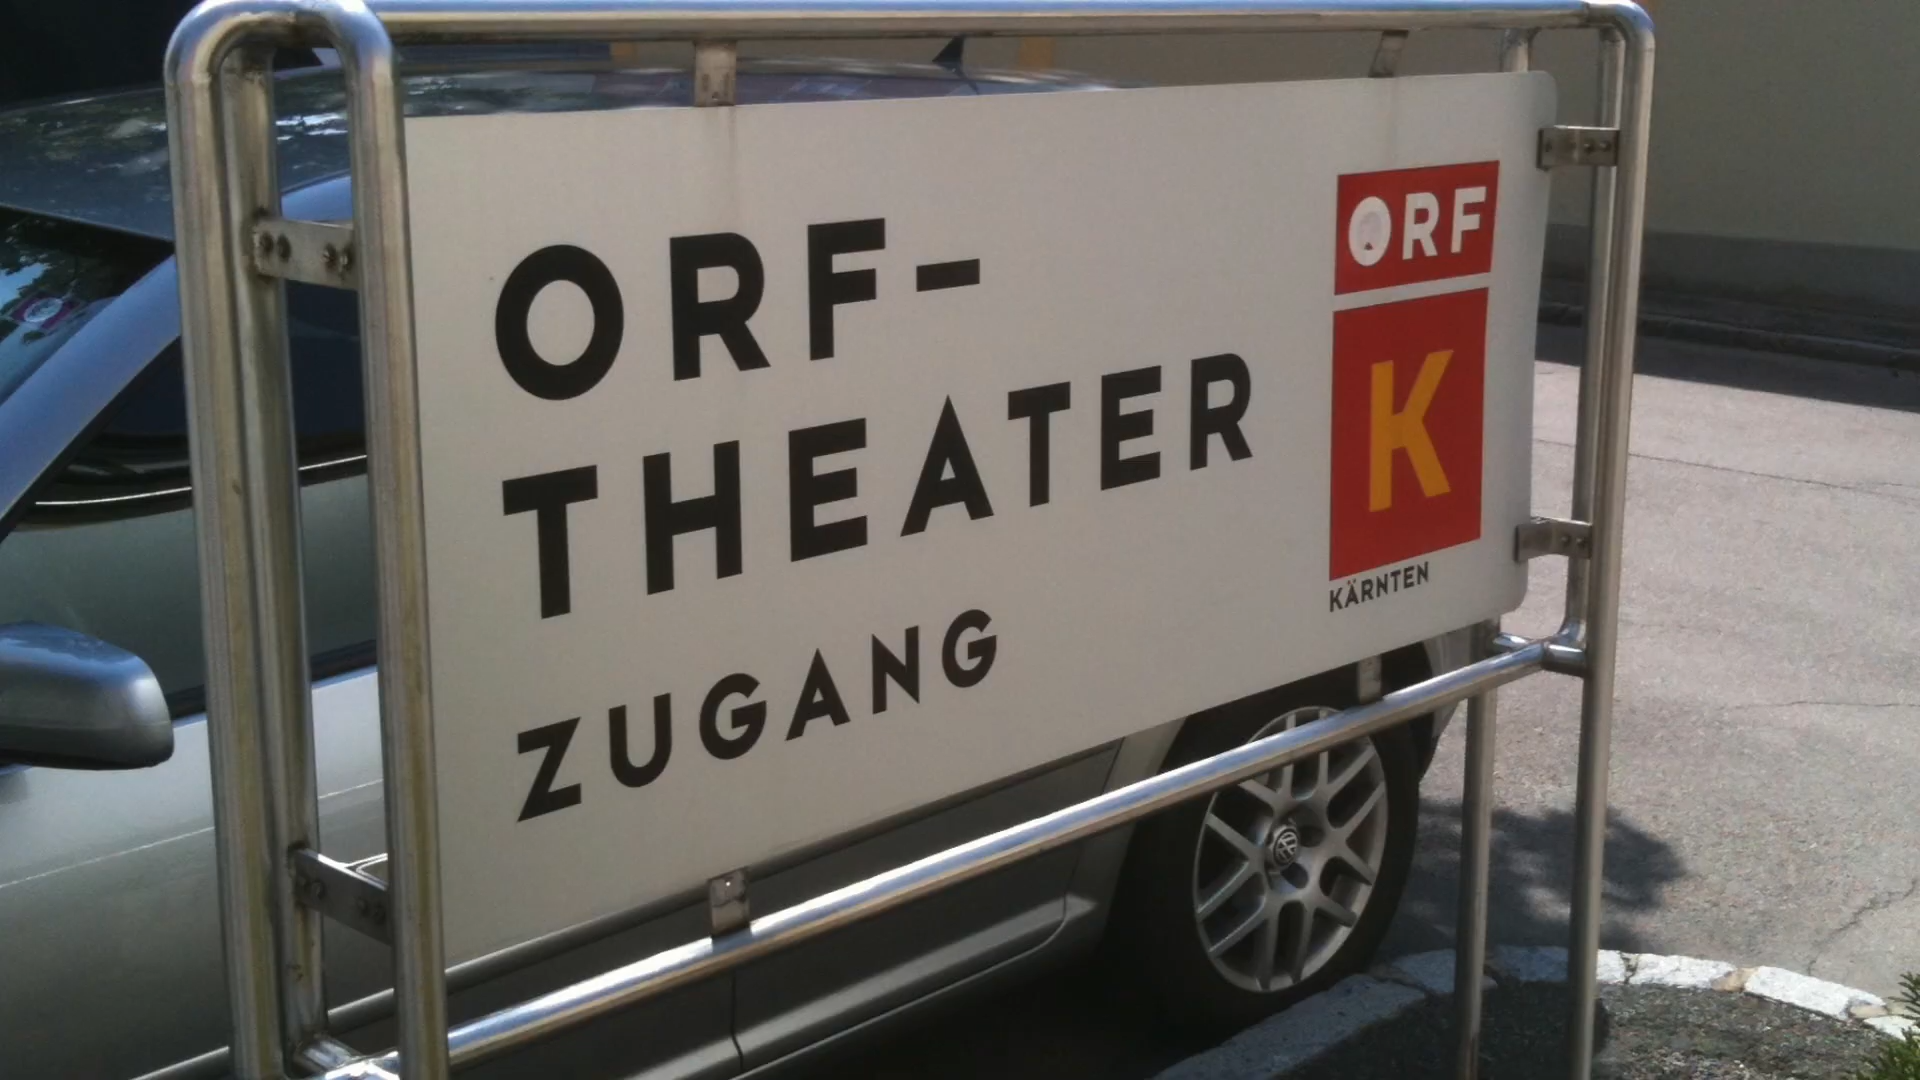 ORF-
THEATER
ZUGANG
ORF
K
KÄRNTEN